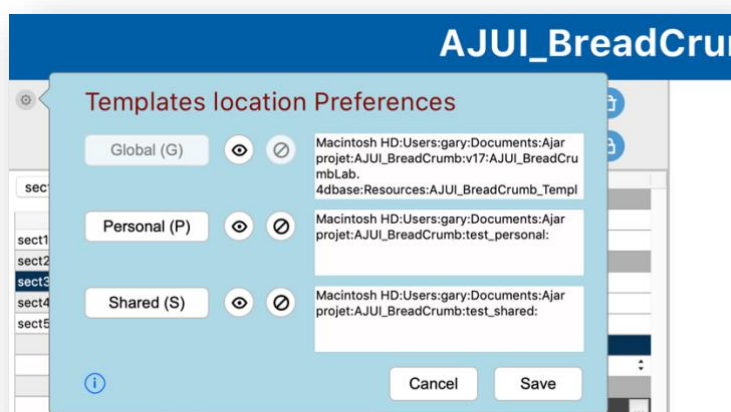 AJUI_BreadCru
Templates location Preferences
Global (G)
Macintosh HD:Users:gary:Documents:Ajar
projet:AJUI_BreadCrumb:v17:AJUI_BreadCru
mbLab.
4dbase:Resources:AJUI_BreadCrumb_Templ
sec
Personal (P)
Macintosh HD:Users:gary:Documents:Ajar
projet:AJUI_BreadCrumb:test_personal:
sect1
sect2
sect3
sect4
sect5
Shared (S)
Macintosh HD:Users:gary:Documents:Ajar
projet:AJUI_BreadCrumb:test_shared:
Cancel
Save
...